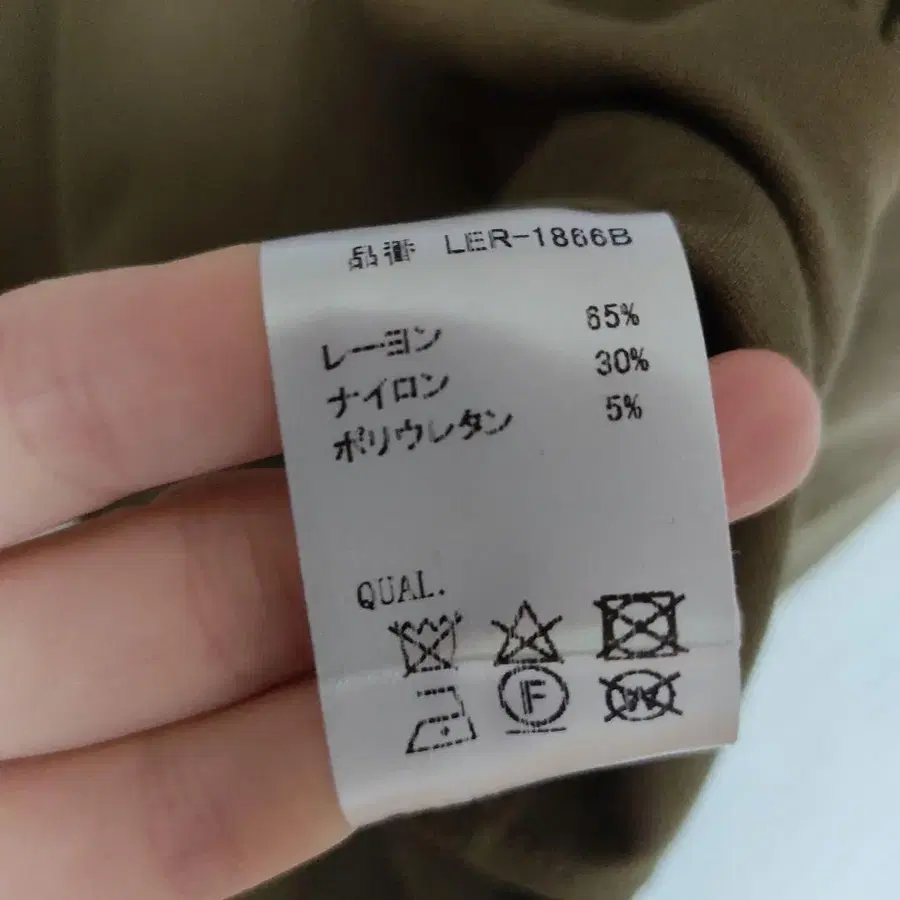 品番 LER-1866B
レーヨン 65%
ナイロン 30%
ポリウレタン 5%
QUAL.
F
W